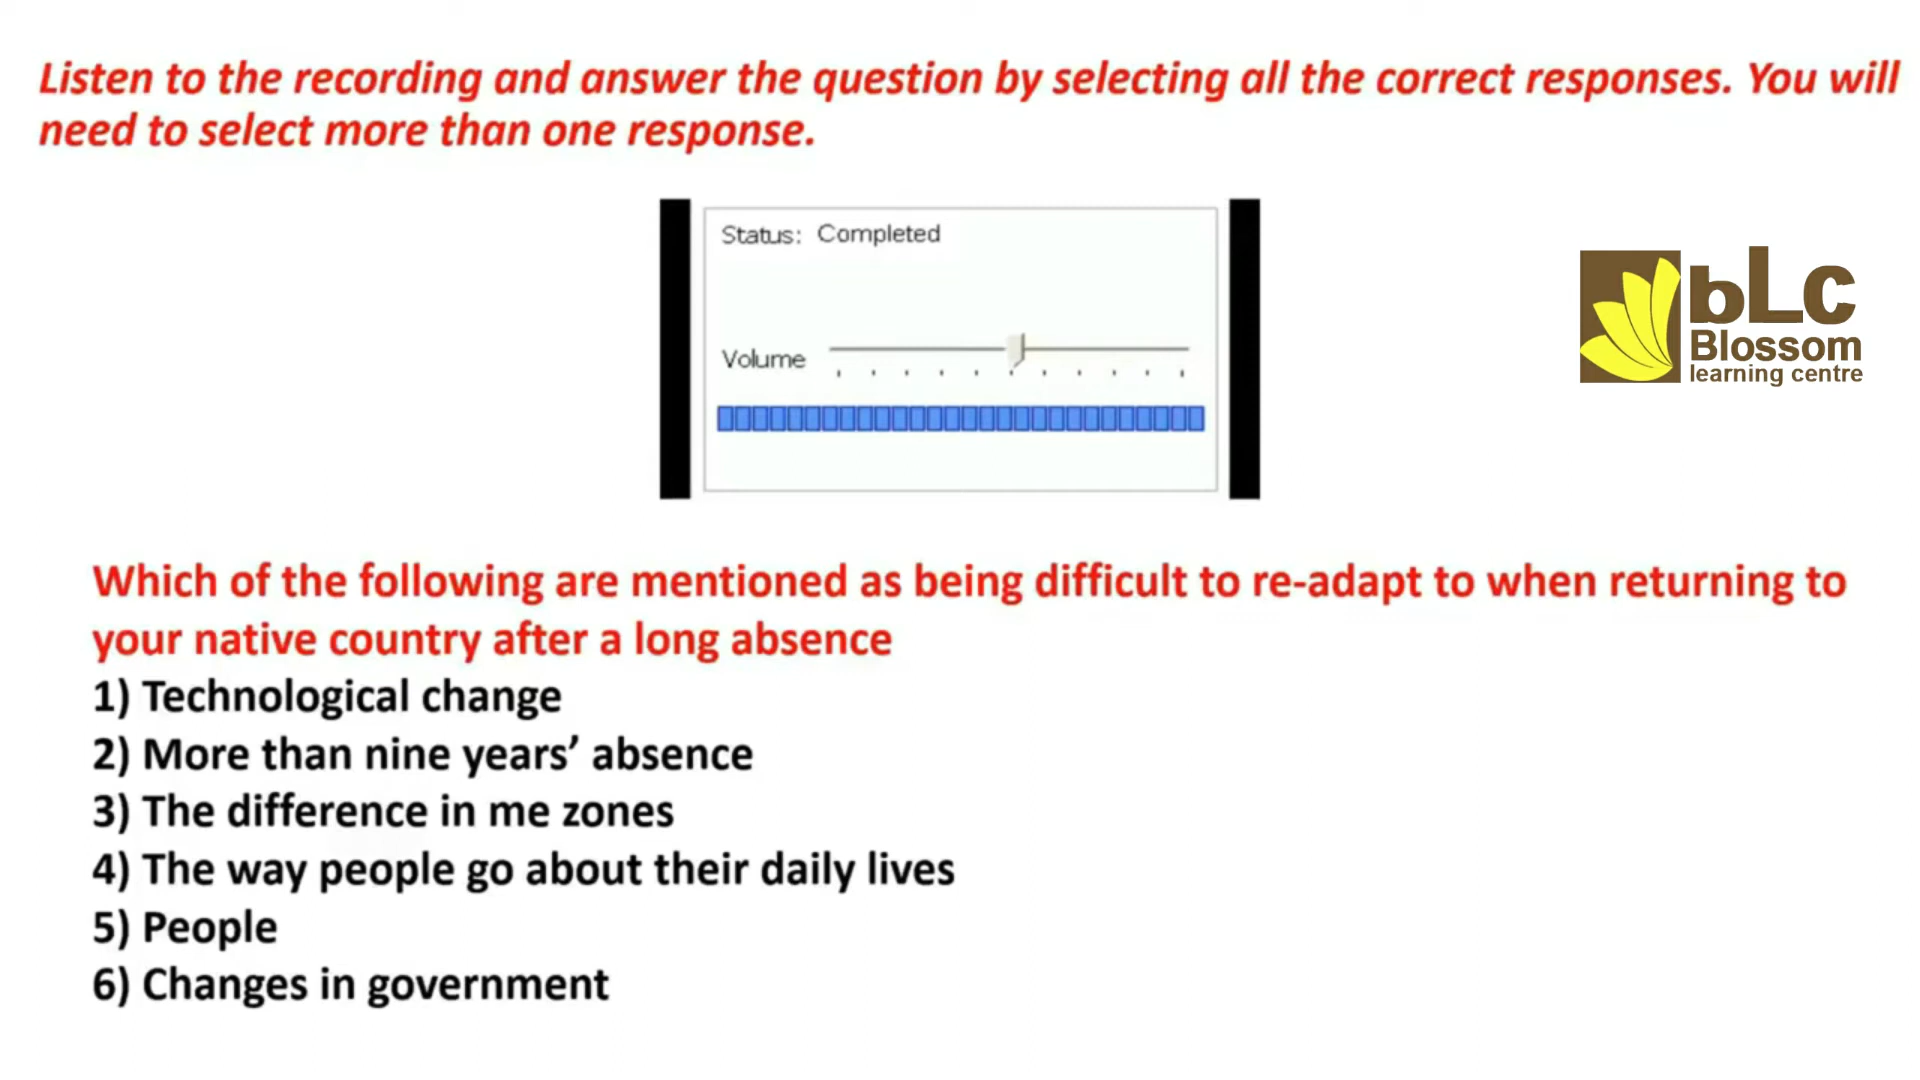 Listen to the recording and answer the question by selecting all the correct responses. You will
need to select more than one response.
Status: Completed
Volume
bLc
Blossom
learning centre
Which of the following are mentioned as being difficult to re-adapt to when returning to
your native country after a long absence
1) Technological change
2) More than nine years’ absence
3) The difference in me zones
4) The way people go about their daily lives
5) People
6) Changes in government